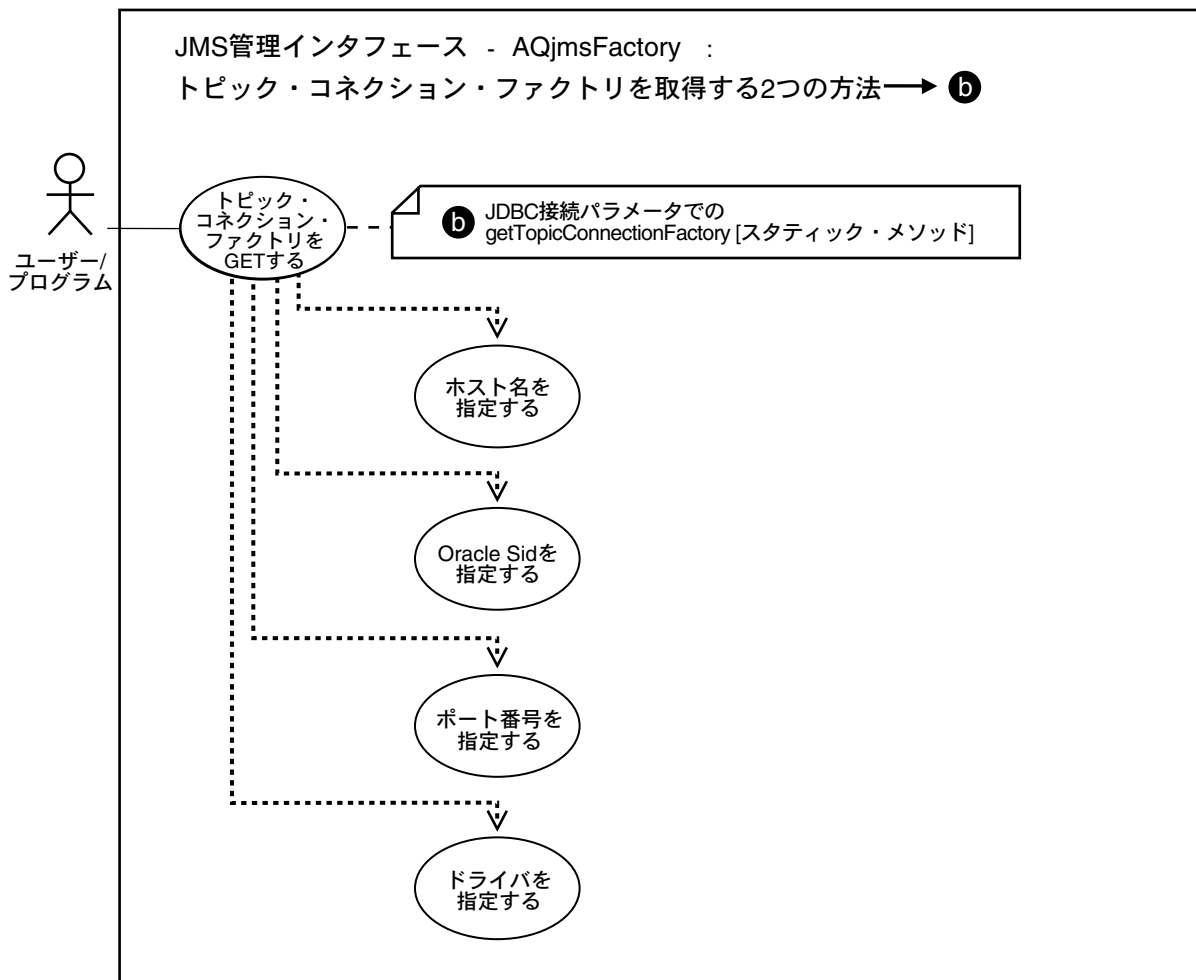 JMS管理インタフェース - AQjmsFactory :
トピック・コネクション・ファクトリを取得する2つの方法 b
トピック・
コネクション・
ファクトリを
GETする
b JDBC接続パラメータでの
getTopicConnectionFactory [スタティック・メソッド]
ユーザー/
プログラム
ホスト名を
指定する
Oracle Sidを
指定する
ポート番号を
指定する
ドライバを
指定する